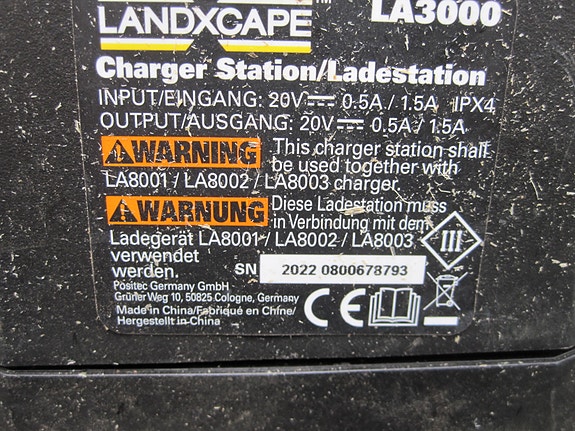 LANDXCAPE™ LA3000
Charger Station/Ladestation
INPUT/EINGANG: 20V⎓ 0.5A / 1.5A IPX4
OUTPUT/AUSGANG: 20V⎓ 0.5A / 1.5A
WARNING This charger station shall
be used together with
LA8001 / LA8002 / LA8003 charger.
WARNUNG Diese Ladestation muss
in Verbindung mit dem
Ladegerät LA8001 / LA8002 / LA8003
verwendet
werden.
III
SN 2022 0800678793
Positec Germany GmbH
Grüner Weg 10, 50825 Cologne, Germany
Made in China/Fabriqué en Chine/
Hergestellt in China
CE